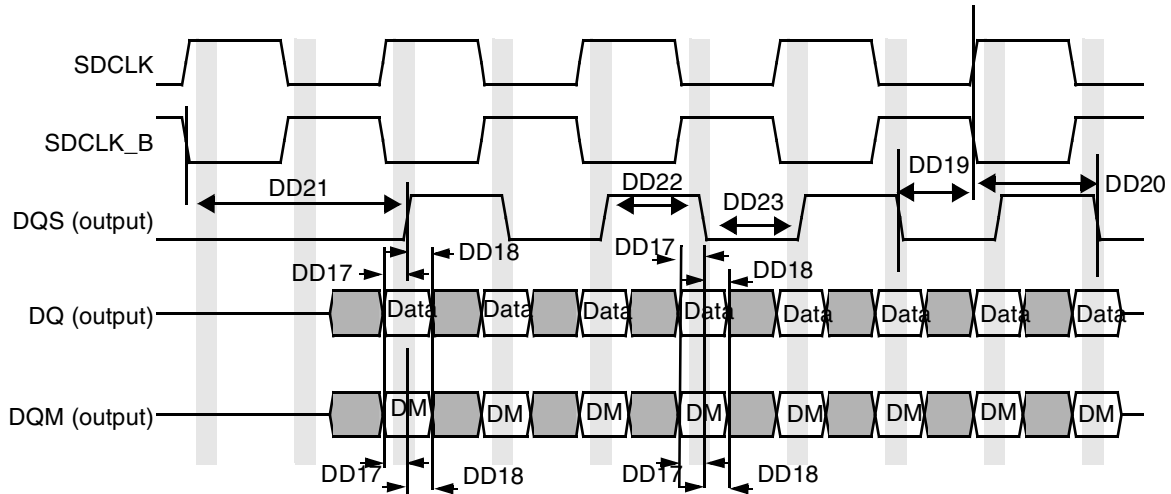 SDCLK
SDCLK_B
DD19
DD21
DD22
DD20
DQS (output)
DD23
DD18
DD17
DD17
DD18
DQ (output)
Data
Data
Data
Data
Data
Data
Data
Data
DQM (output)
DM
DM
DM
DM
DM
DM
DM
DM
DD17
DD18
DD17
DD18